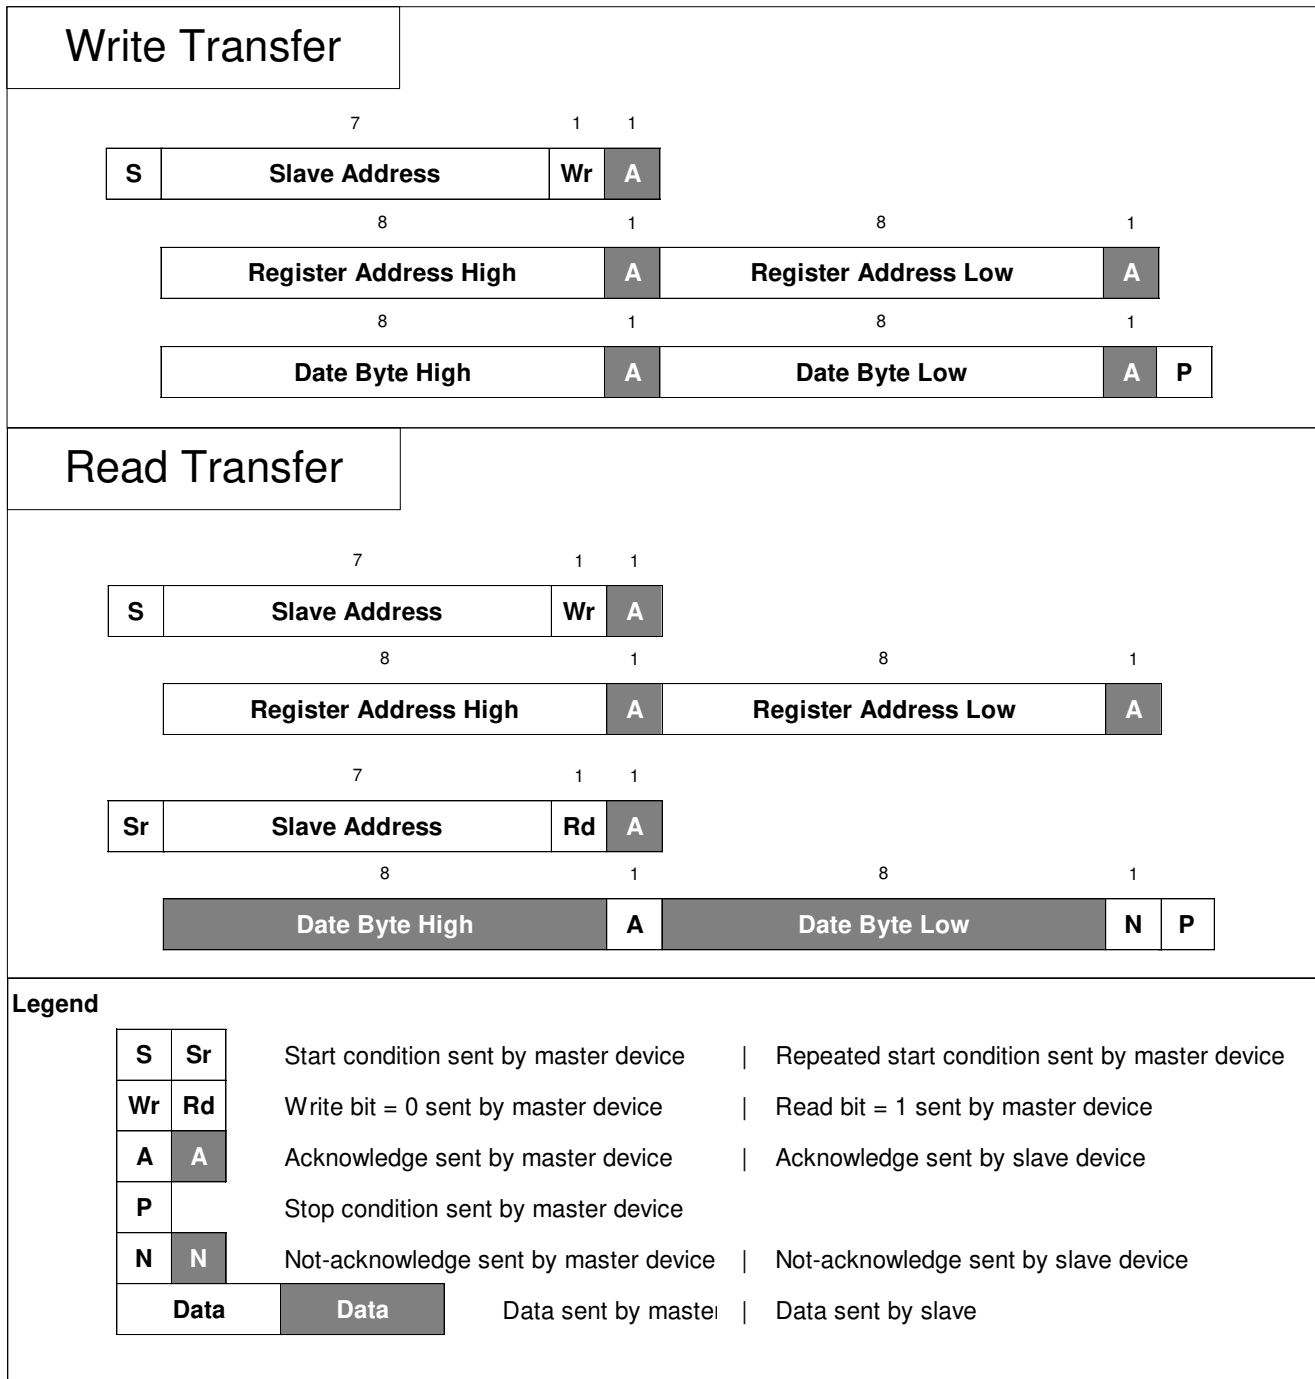 Write Transfer
7 1 1
S Slave Address Wr A
8 1 8 1
Register Address High A Register Address Low A
8 1 8 1
Date Byte High A Date Byte Low A P
Read Transfer
7 1 1
S Slave Address Wr A
8 1 8 1
Register Address High A Register Address Low A
7 1 1
Sr Slave Address Rd A
8 1 8 1
Date Byte High A Date Byte Low N P
Legend
S Sr Start condition sent by master device | Repeated start condition sent by master device
Wr Rd Write bit = 0 sent by master device | Read bit = 1 sent by master device
A A Acknowledge sent by master device | Acknowledge sent by slave device
P Stop condition sent by master device
N N Not-acknowledge sent by master device | Not-acknowledge sent by slave device
Data Data Data sent by master | Data sent by slave